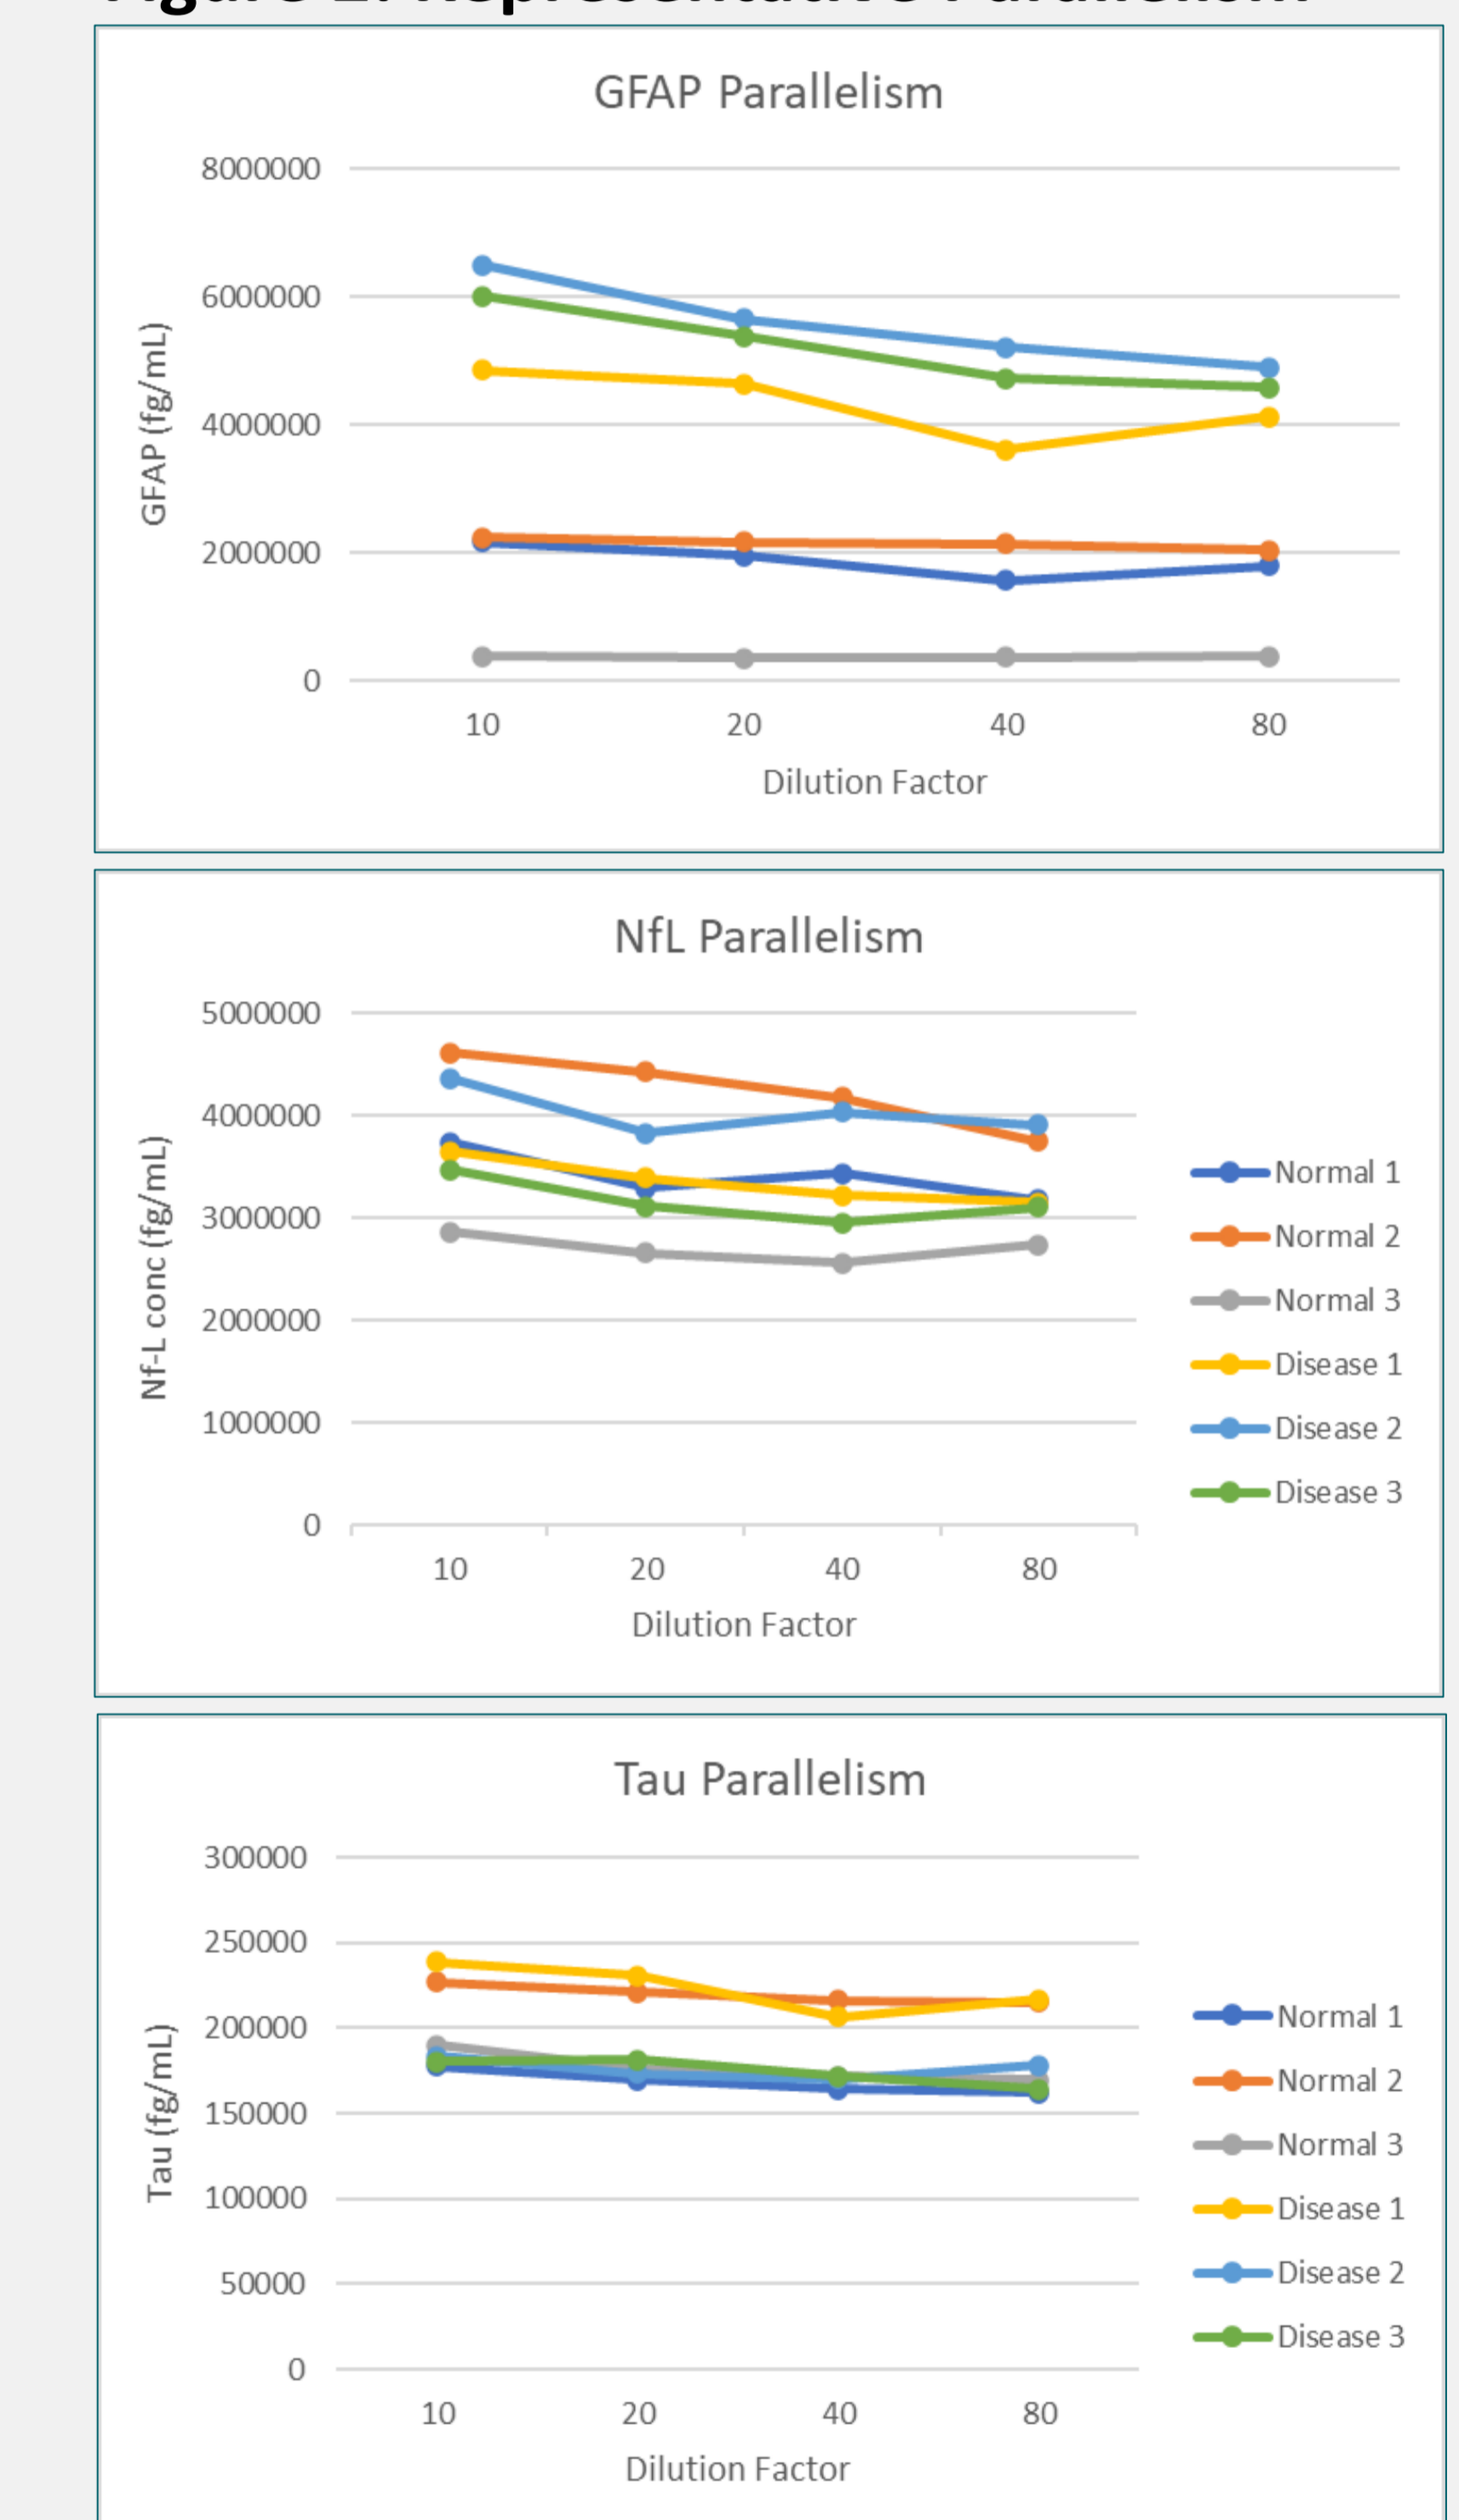 GFAP Parallelism
8000000
6000000
4000000
2000000
0
GFAP (fg/mL)
10 20 40 80
Dilution Factor
NfL Parallelism
5000000
4000000
3000000
2000000
1000000
0
Nf-L conc (fg/mL)
10 20 40 80
Dilution Factor
Normal 1
Normal 2
Normal 3
Disease 1
Disease 2
Disease 3
Tau Parallelism
300000
250000
200000
150000
100000
50000
0
Tau (fg/mL)
10 20 40 80
Dilution Factor
Normal 1
Normal 2
Normal 3
Disease 1
Disease 2
Disease 3